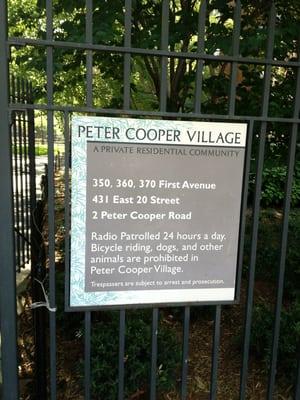 PETER COOPER VILLAGE
A PRIVATE RESIDENTIAL COMMUNITY
350, 360, 370 First Avenue
431 East 20 Street
2 Peter Cooper Road
Radio Patrolled 24 hours a day.
Bicycle riding, dogs, and other
animals are prohibited in
Peter Cooper Village.
Trespassers are subject to arrest and prosecution.